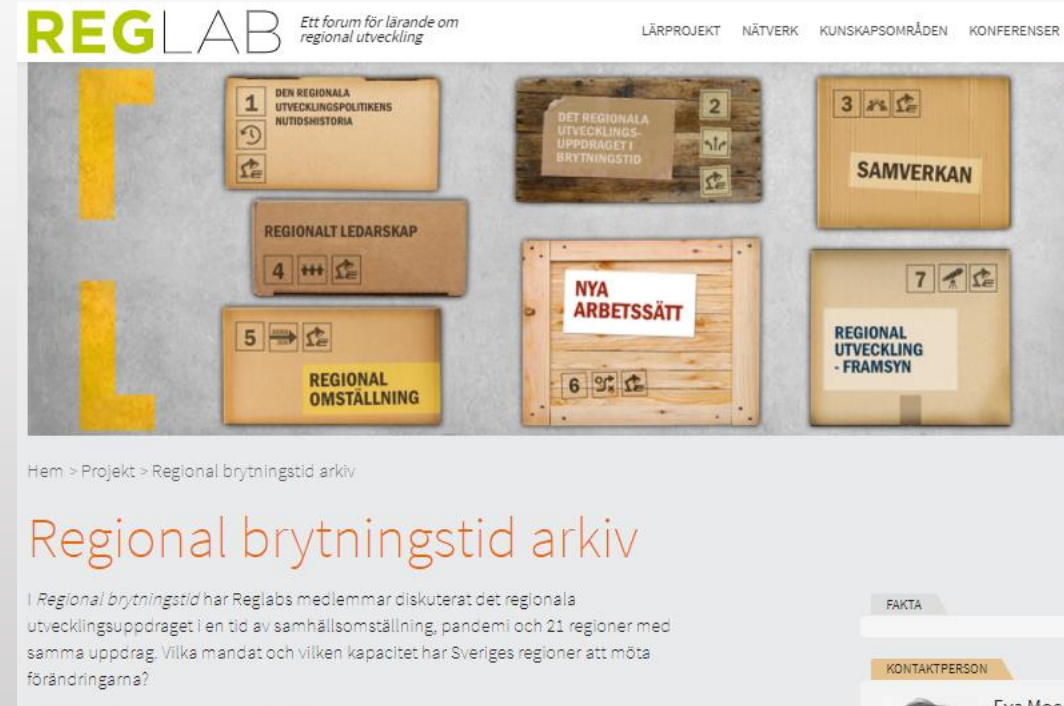 REGLAB
Ett forum för lärande om
regional utveckling
LÄRPROJEKT NÄTVERK KUNSKAPSOMRÅDEN KONFERENSER
1
DEN REGIONALA
UTVECKLINGSPOLITIKENS
NUTIDSHISTORIA
DET REGIONALA
UTVECKLINGS-
UPPDRAGET I
BRYTNINGSTID
2
3
SAMVERKAN
REGIONALT LEDARSKAP
4
5
REGIONAL
OMSTÄLLNING
NYA
ARBETSSÄTT
6
7
REGIONAL
UTVECKLING
- FRAMSYN
Hem > Projekt > Regional brytningstid arkiv
Regional brytningstid arkiv
I Regional brytningstid har Reglabs medlemmar diskuterat det regionala
utvecklingsuppdraget i en tid av samhällsomställning, pandemi och 21 regioner med
samma uppdrag. Vilka mandat och vilken kapacitet har Sveriges regioner att möta
förändringarna?
FAKTA
KONTAKTPERSON